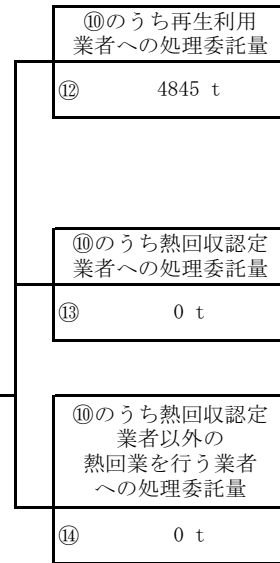 ⑩のうち再生利用
業者への処理委託量
⑫ 4845 t
⑩のうち熱回収認定
業者への処理委託量
⑬ 0 t
⑩のうち熱回収認定
業者以外の
熱回業を行う業者
への処理委託量
⑭ 0 t